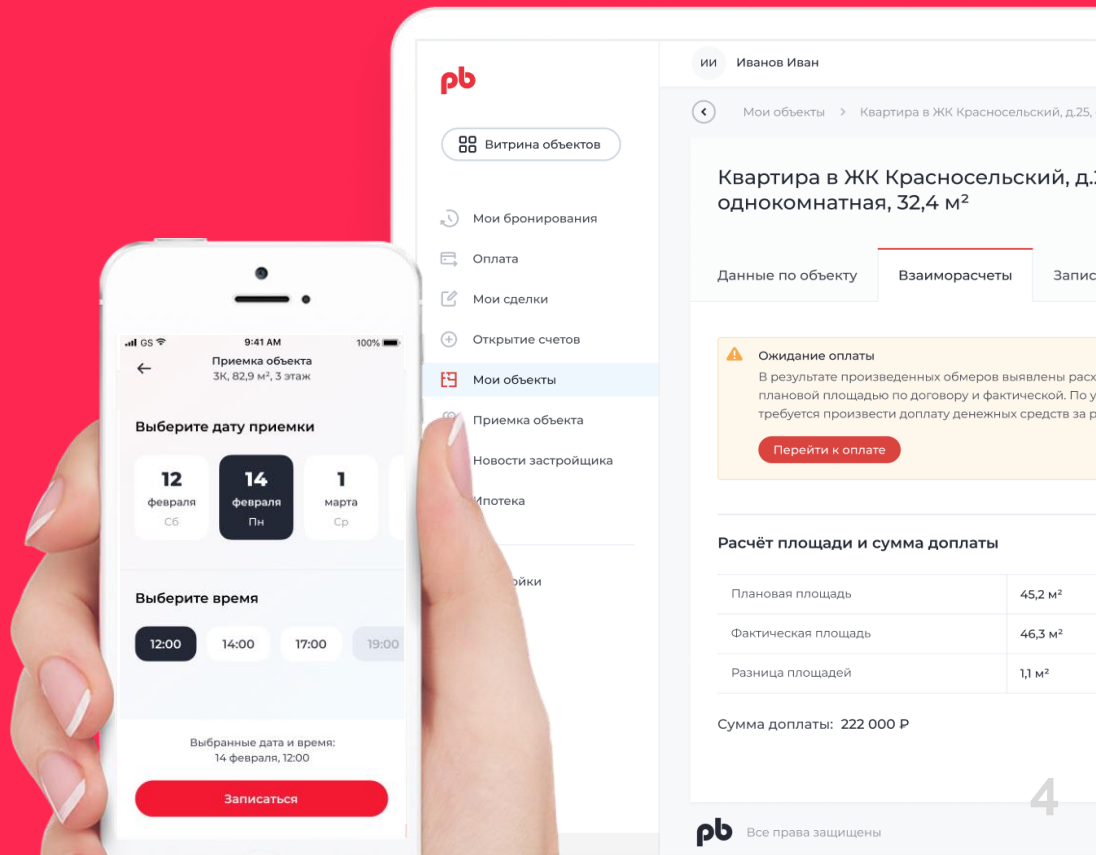 pb
Витрина объектов
Мои бронирования
Оплата
Мои сделки
Открытие счетов
Мои объекты
Приемка объекта
Новости застройщика
Ипотека
ИИ Иванов Иван
Мои объекты > Квартира в ЖК Красносельский, д.25,
Квартира в ЖК Красносельский,
однокомнатная, 32,4 м²
Данные по объекту Взаиморасчеты Запис
Ожидание оплаты
В результате произведенных обмеров выявлены расх
плановой площадью по договору и фактической. По у
требуется произвести доплату денежных средств за р
Перейти к оплате
Расчёт площади и сумма доплаты
Плановая площадь 45,2 м²
Фактическая площадь 46,3 м²
Разница площадей 1,1 м²
Сумма доплаты: 222 000 ₽
4
pb Все права защищены
GS 9:41 AM 100%
Приемка объекта
3К, 82,9 м², 3 этаж
Выберите дату приемки
12 14 1
февраля февраля марта
Сб Пн Ср
Выберите время
12:00 14:00 17:00 19:00
Выбранные дата и время:
14 февраля, 12:00
Записаться